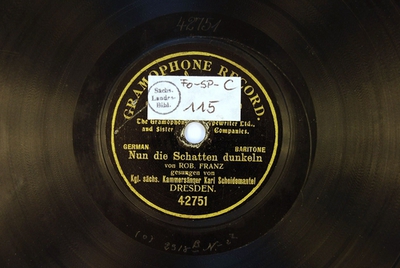 42751
GRAMOPHONE RECORD
Sächs.
Landes-
Bibl.
FO-SP-C
115
The Gramophone Typewriter Ltd.,
and Sister Companies.
GERMAN
BARITONE
Nun die Schatten dunkeln
von ROB. FRANZ
gesungen von
Kgl. sächs. Kammersänger Karl Scheidemantel
DRESDEN.
42751